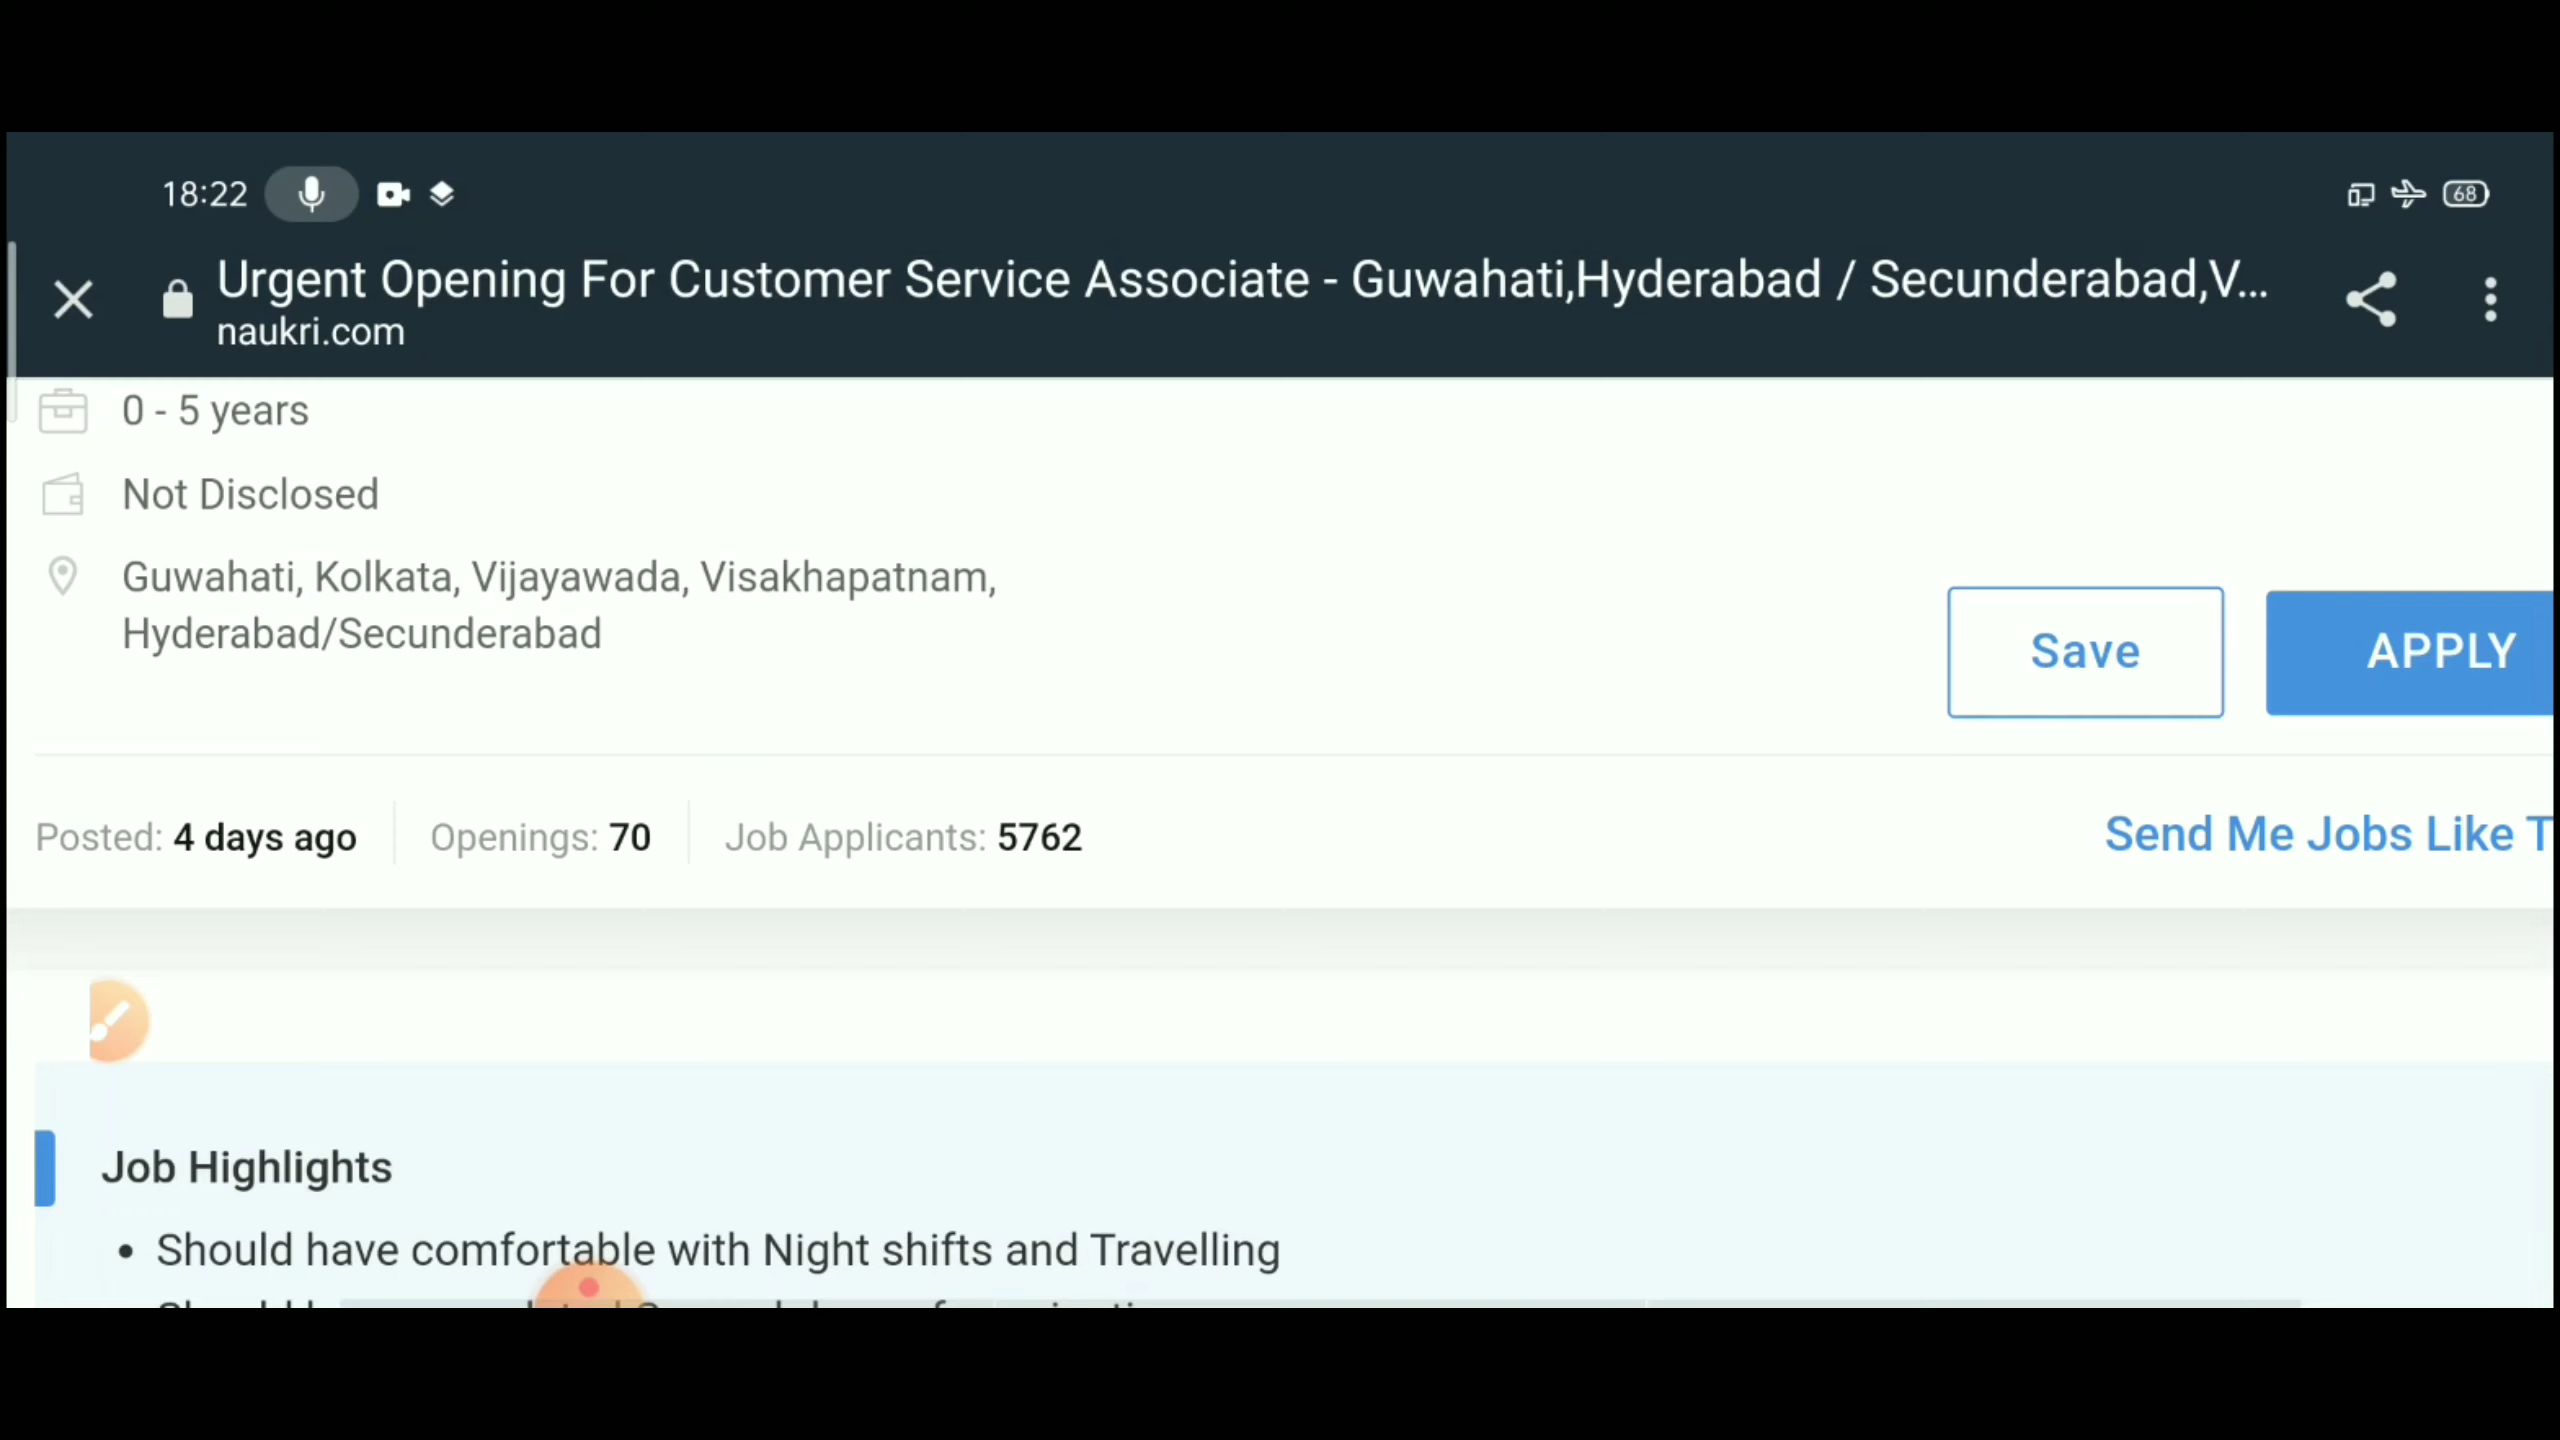 18:22
68
Urgent Opening For Customer Service Associate - Guwahati,Hyderabad / Secunderabad,V...
naukri.com
0 - 5 years
Not Disclosed
Guwahati, Kolkata, Vijayawada, Visakhapatnam,
Hyderabad/Secunderabad
Save
APPLY
Posted: 4 days ago
Openings: 70
Job Applicants: 5762
Send Me Jobs Like T
Job Highlights
• Should have comfortable with Night shifts and Travelling